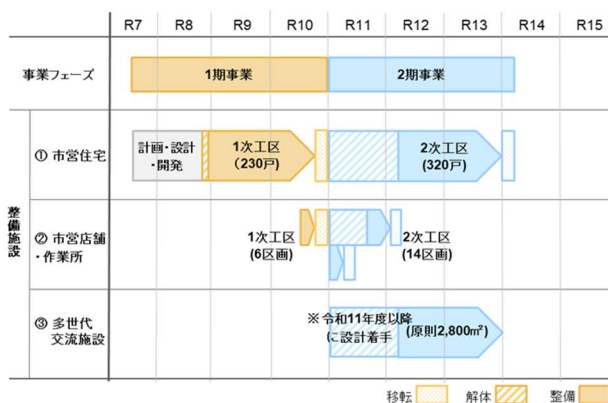 R7 R8 R9 R10 R11 R12 R13 R14 R15
事業フェーズ
1期事業
2期事業
整備施設
① 市営住宅
計画・設計
・開発
1次工区
(230戸)
2次工区
(320戸)
② 市営店舗
・作業所
1次工区
(6区画)
2次工区
(14区画)
③ 多世代
交流施設
※令和11年度以降
に設計着手
(原則2,800㎡)
移転 解体 整備